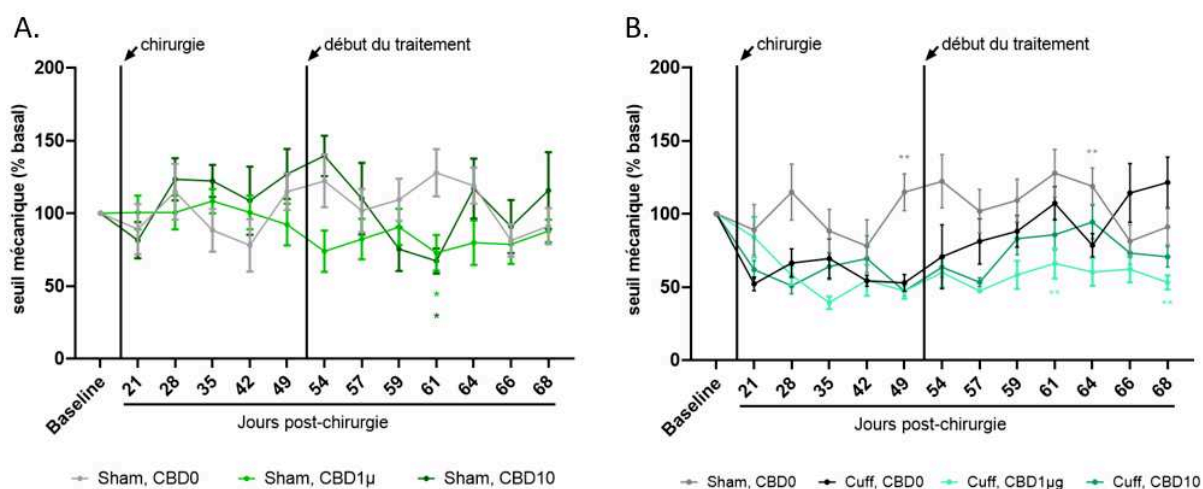 A.
chirurgie
début du traitement
seuil mécanique (% basal)
200
150
100
50
0
*
*
Baseline
21
28
35
42
49
54
57
59
61
64
66
68
Jours post-chirurgie
Sham, CBD0
Sham, CBD1μ
Sham, CBD10
B.
chirurgie
début du traitement
seuil mécanique (% basal)
200
150
100
50
0
**
**
**
**
Baseline
21
28
35
42
49
54
57
59
61
64
66
68
Jours post-chirurgie
Sham, CBD0
Cuff, CBD0
Cuff, CBD1μg
Cuff, CBD10